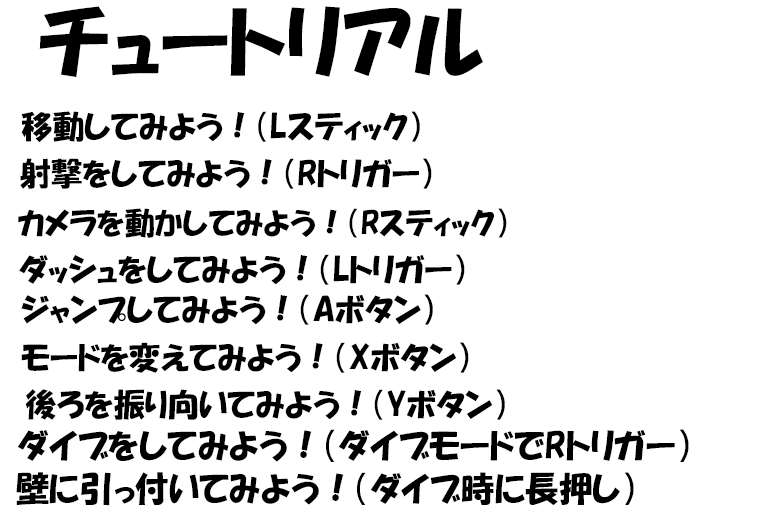 チュートリアル
移動してみよう！(Lスティック)
射撃をしてみよう！(Rトリガー)
カメラを動かしてみよう！(Rスティック)
ダッシュをしてみよう！(Lトリガー)
ジャンプしてみよう！(Aボタン)
モードを変えてみよう！(Xボタン)
後ろを振り向いてみよう！(Yボタン)
ダイブをしてみよう！(ダイブモードでRトリガー)
壁に引っ付いてみよう！(ダイブ時に長押し)